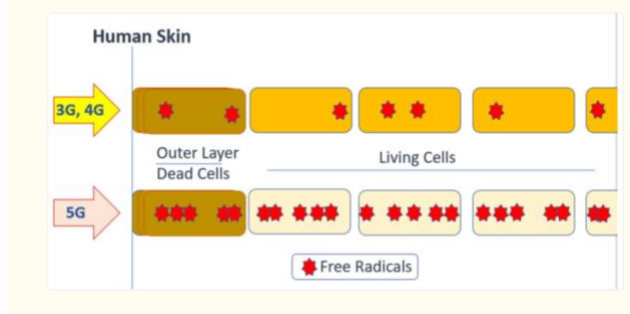 Human Skin
3G, 4G
Outer Layer
Dead Cells
Living Cells
5G
Free Radicals